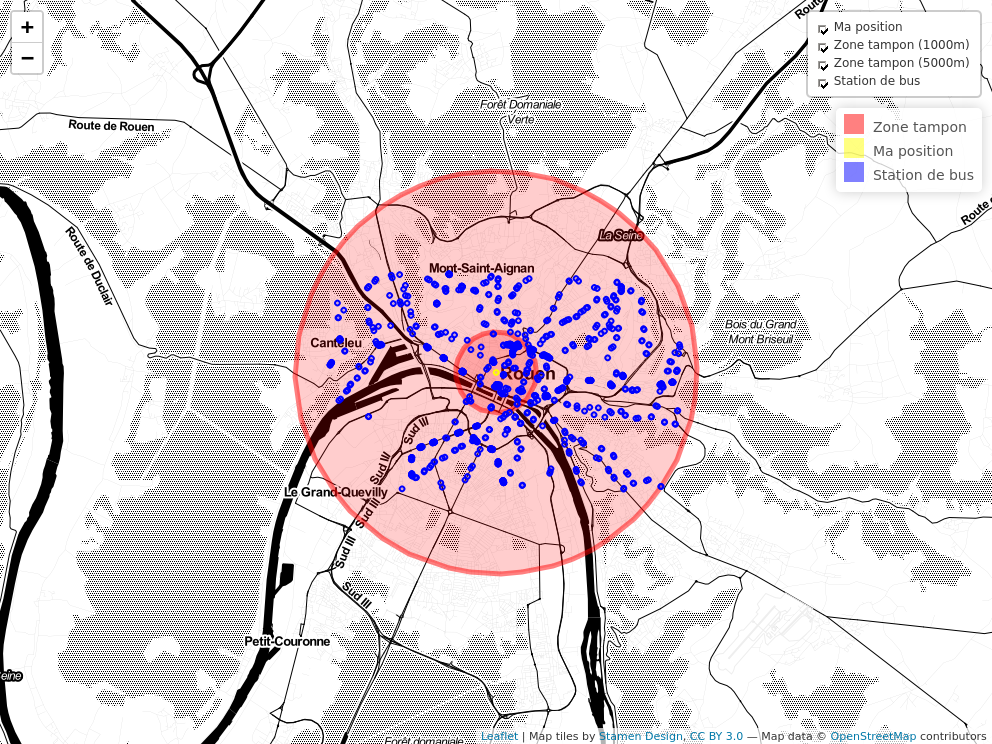 +
−
Ma position
Zone tampon (1000m)
Zone tampon (5000m)
Station de bus
Zone tampon
Ma position
Station de bus
Route
Forêt Domaniale
Verte
Route de Rouen
Route
Route de Duclair
La Seine
Mont-Saint-Aignan
Bois du Grand
Mont Briseuil
Canteleu
Rouen
Sud III
Sud III
Le Grand-Quevilly
Sud III
Sud III
Sud III
Petit-Couronne
eine
Forêt domaniale
Leaflet | Map tiles by Stamen Design, CC BY 3.0 — Map data © OpenStreetMap contributors